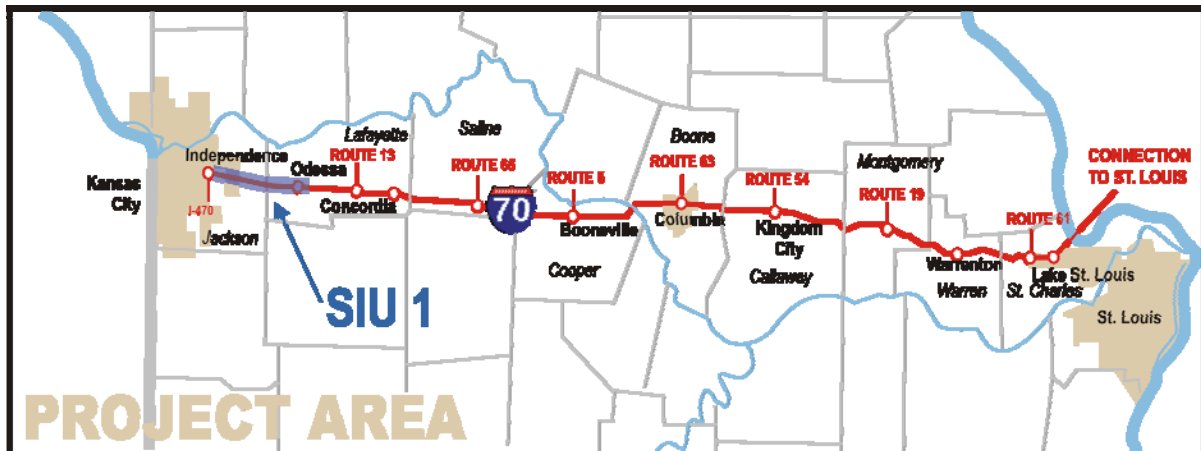 Lafayette
Saline
Boone
Montgomery
Independence
ROUTE 13
Odessa
ROUTE 65
ROUTE 5
ROUTE 63
ROUTE 54
ROUTE 19
CONNECTION
TO ST. LOUIS
Kansas
City
I-470
Concordia
70
Booneville
Columbia
Kingdom
City
ROUTE 61
Jackson
Cooper
Callaway
Warrenton
Warren
Lake St. Louis
St. Charles
St. Louis
SIU 1
PROJECT AREA